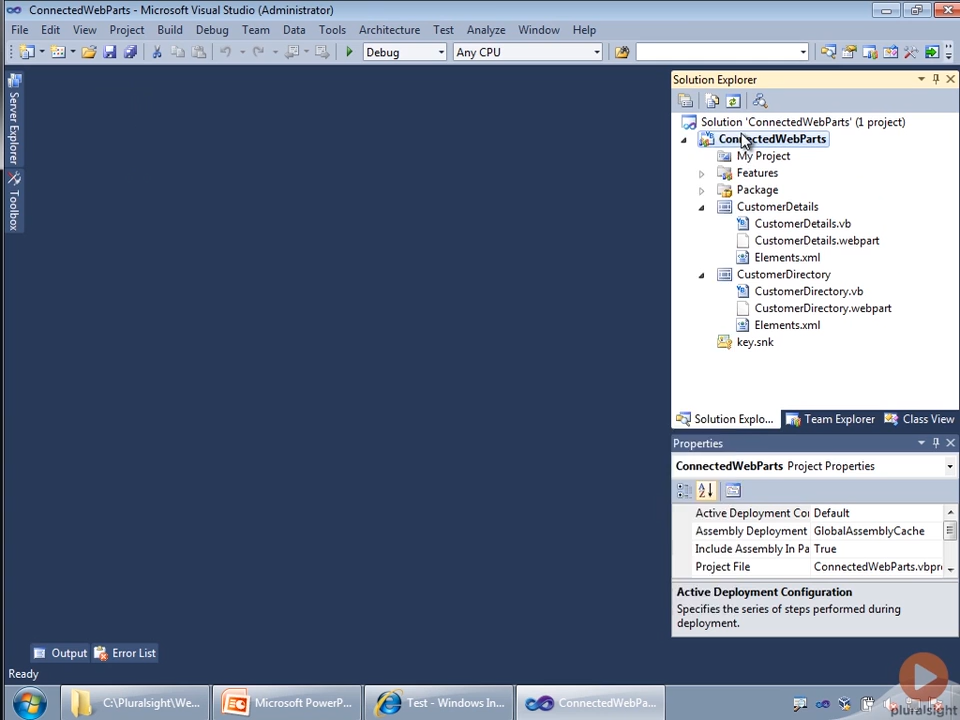 ConnectedWebParts - Microsoft Visual Studio (Administrator)
File Edit View Project Build Debug Team Data Tools Architecture Test Analyze Window Help
Debug Any CPU
Server Explorer
Toolbox
Solution Explorer
Solution 'ConnectedWebParts' (1 project)
ConnectedWebParts
My Project
Features
Package
CustomerDetails
CustomerDetails.vb
CustomerDetails.webpart
Elements.xml
CustomerDirectory
CustomerDirectory.vb
CustomerDirectory.webpart
Elements.xml
key.snk
Solution Explo... Team Explorer Class View
Properties
ConnectedWebParts Project Properties
Active Deployment Co Default
Assembly Deployment GlobalAssemblyCache
Include Assembly In Pa True
Project File ConnectedWebParts.vbpr
Active Deployment Configuration
Specifies the series of steps performed during
deployment.
Output Error List
Ready
C:\Pluralsight\We... Microsoft PowerP... Test - Windows In... ConnectedWebPa...
pluralsight